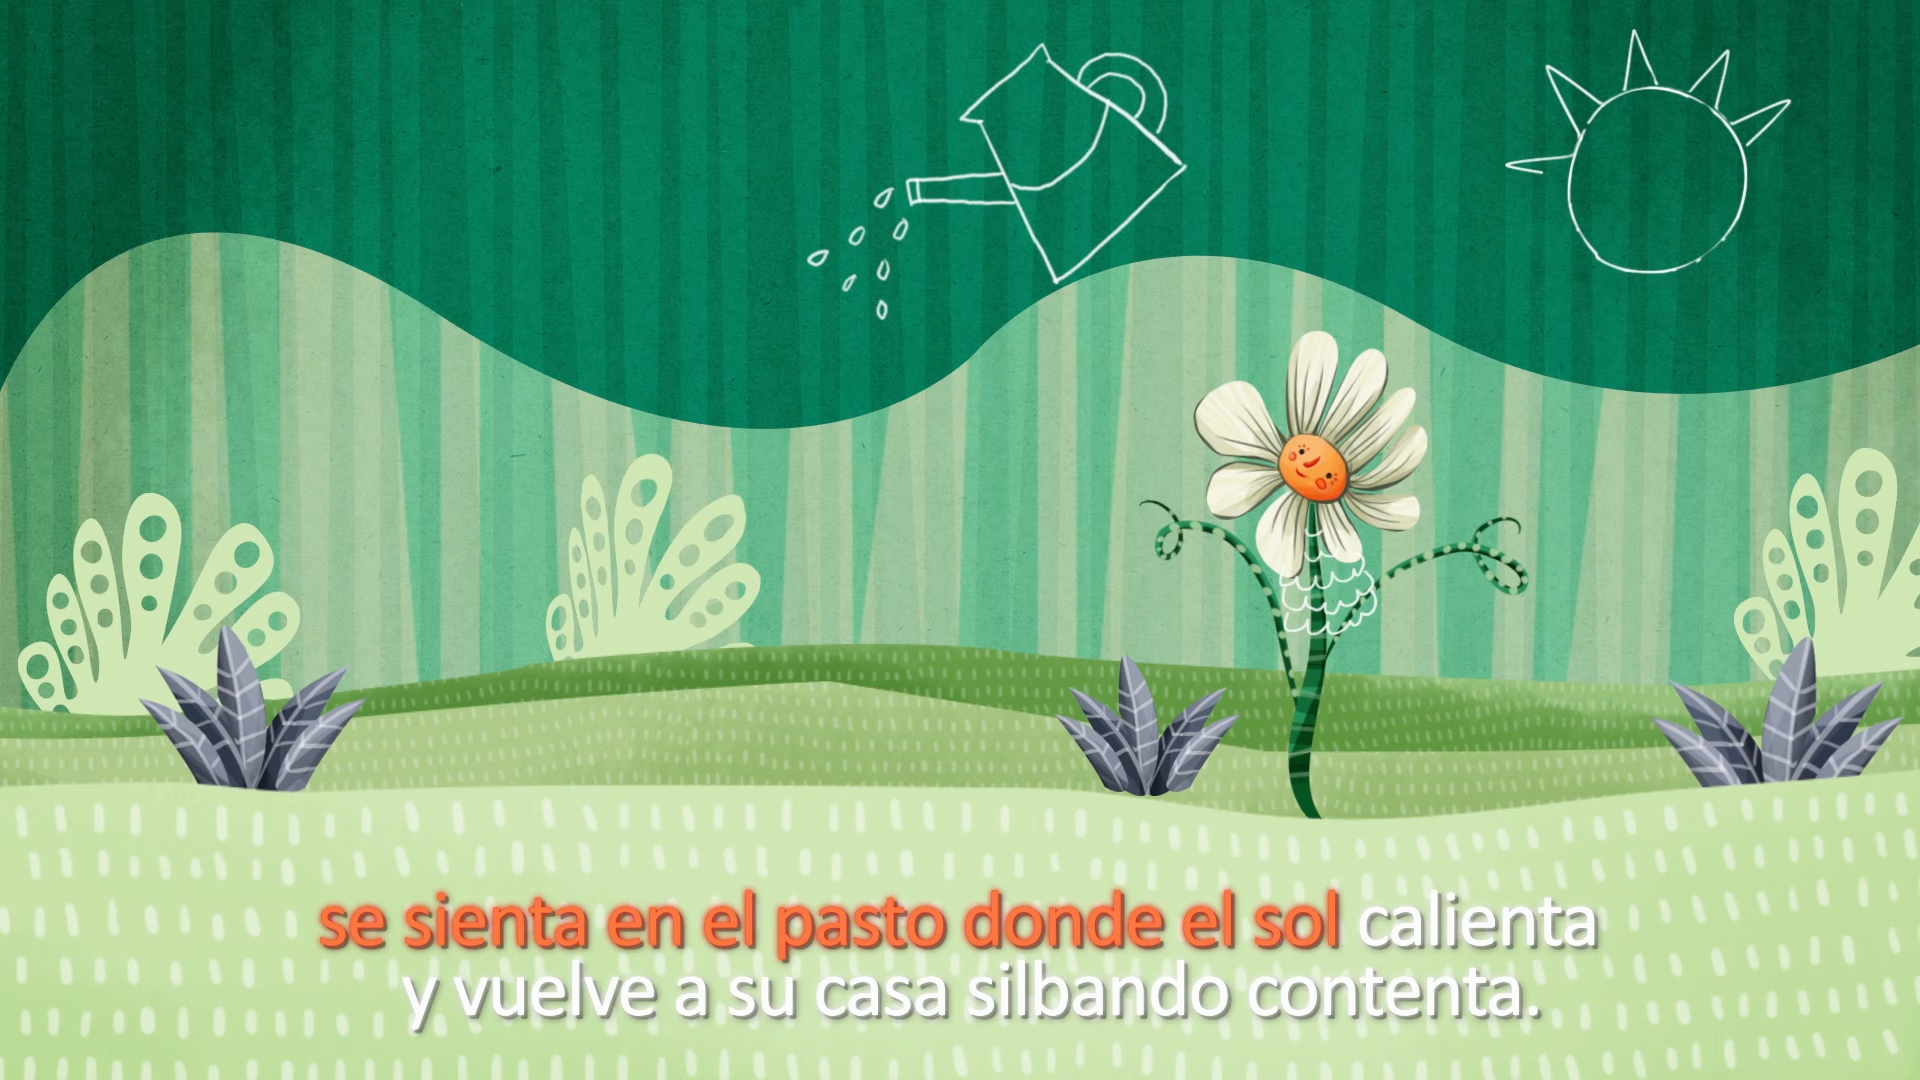 se sienta en el pasto donde el sol calienta
y vuelve a su casa silbando contenta.